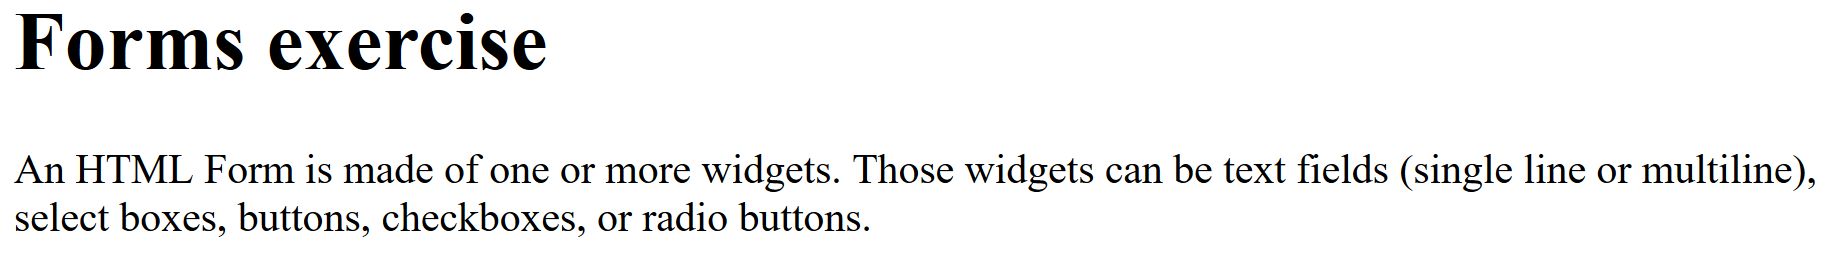 Forms exercise
An HTML Form is made of one or more widgets. Those widgets can be text fields (single line or multiline),
select boxes, buttons, checkboxes, or radio buttons.